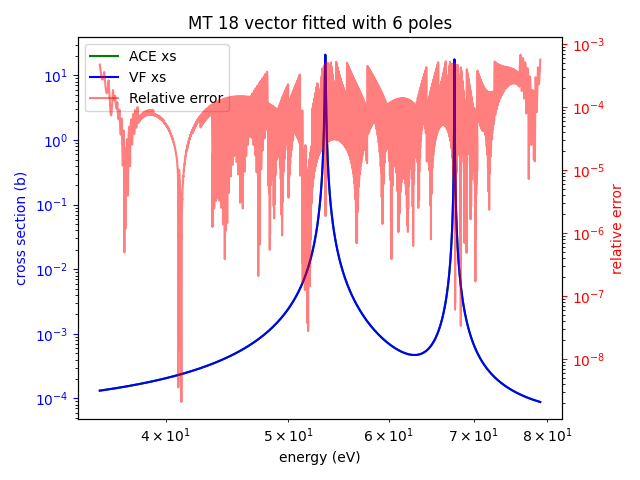 MT 18 vector fitted with 6 poles
ACE xs
VF xs
Relative error
cross section (b)
10¹
10⁰
10⁻¹
10⁻²
10⁻³
10⁻⁴
10⁻³
10⁻⁴
10⁻⁵
10⁻⁶
10⁻⁷
10⁻⁸
relative error
4 × 10¹ 5 × 10¹ 6 × 10¹ 7 × 10¹ 8 × 10¹
energy (eV)